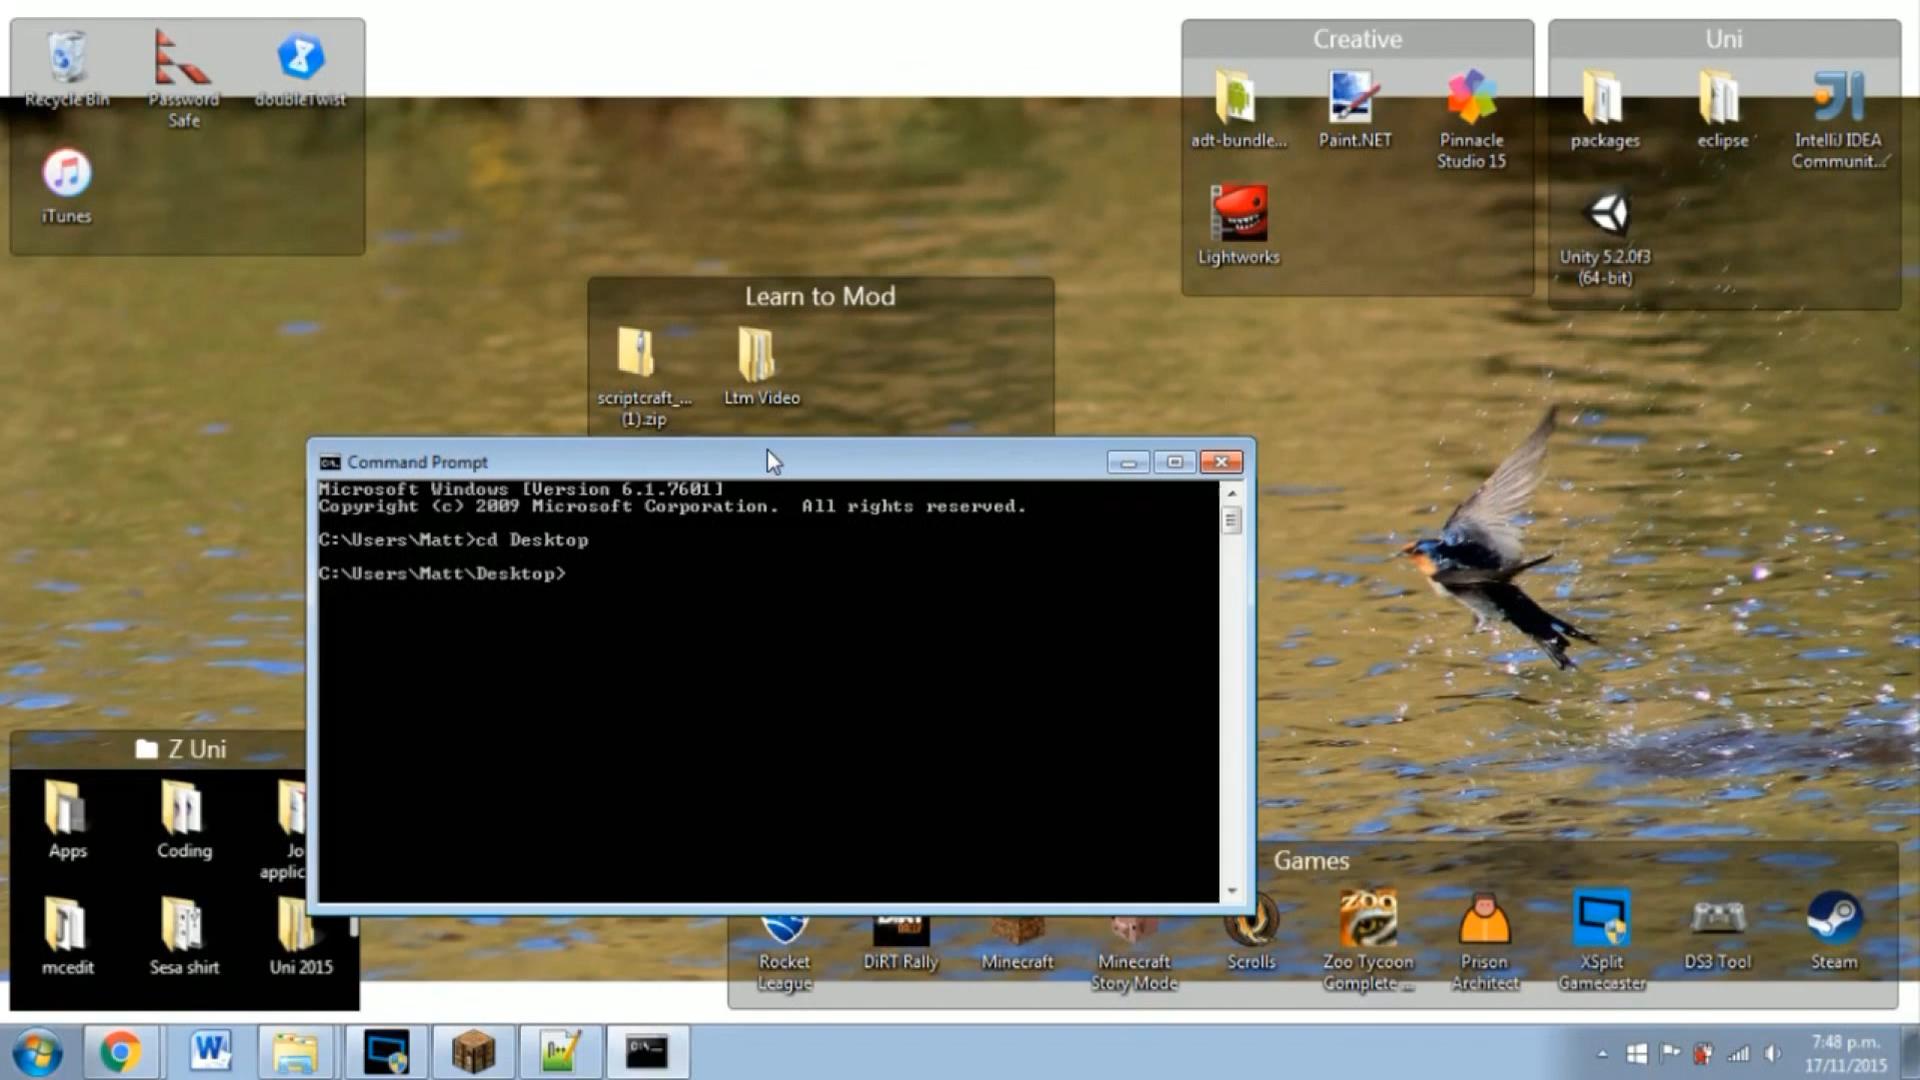 Recycle Bin
Password
Safe
doubleTwist
iTunes
Creative
adt-bundle...
Paint.NET
Pinnacle
Studio 15
Lightworks
Uni
packages
eclipse
IntelliJ IDEA
Communit...
Unity 5.2.0f3
(64-bit)
Learn to Mod
scriptcraft_...
(1).zip
Ltm Video
Command Prompt
Microsoft Windows [Version 6.1.7601]
Copyright (c) 2009 Microsoft Corporation.  All rights reserved.
C:\Users\Matt>cd Desktop
C:\Users\Matt\Desktop>
Z Uni
Apps
Coding
Jo
applic
mcedit
Sesa shirt
Uni 2015
Games
Rocket
League
DiRT Rally
Minecraft
Minecraft
Story Mode
Scrolls
ZOO
Zoo Tycoon
Complete ...
Prison
Architect
XSplit
Gamecaster
DS3 Tool
Steam
7:48 p.m.
17/11/2015